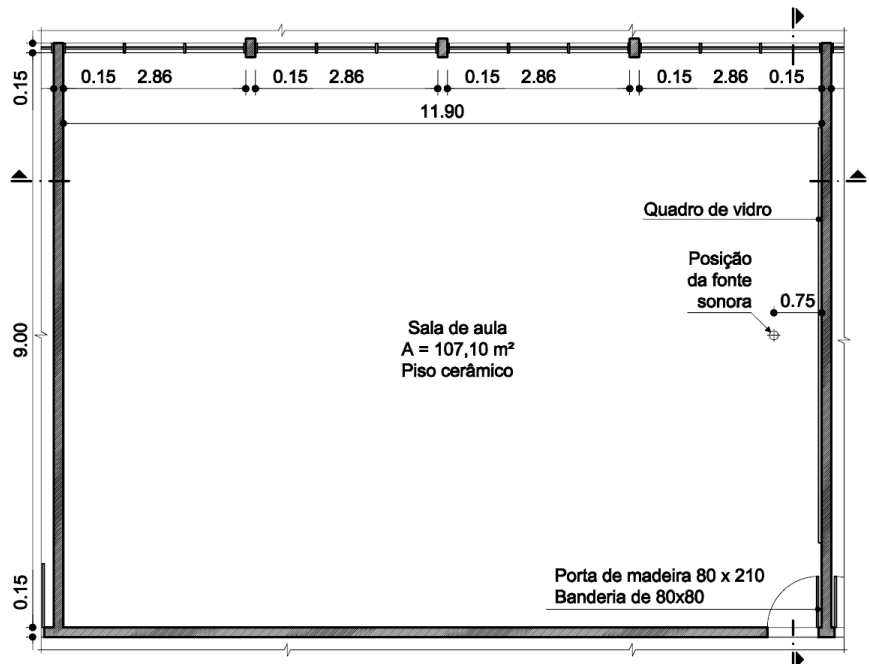 0.15 2.86 0.15 2.86 0.15 2.86 0.15 2.86 0.15
0.15
11.90
Quadro de vidro
Posição
da fonte
sonora
0.75
9.00
Sala de aula
A = 107,10 m²
Piso cerâmico
Porta de madeira 80 x 210
Banderia de 80x80
0.15